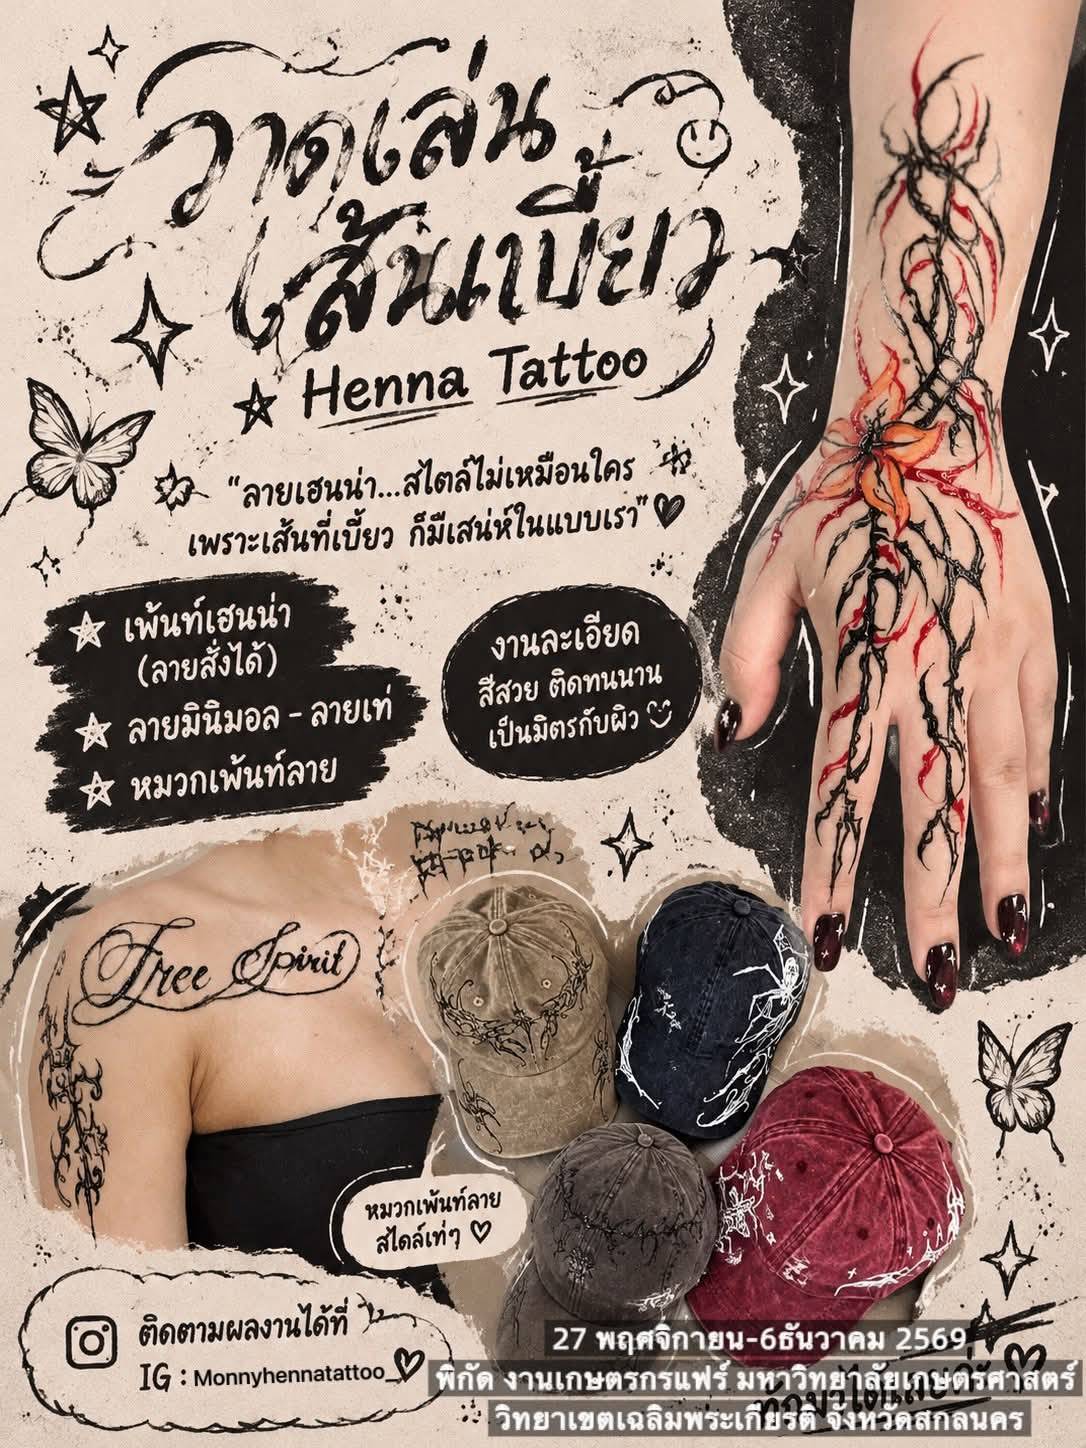 วาดเล่น
เส้นเบี้ยว
Henna Tattoo
"ลายเฮนน่า...สไตล์ไม่เหมือนใคร
เพราะเส้นที่เบี้ยว ก็มีเสน่ห์ในแบบเรา"
เพ้นท์เฮนน่า
(ลายสั่งได้)
ลายมินิมอล - ลายเท่
หมวกเพ้นท์ลาย
งานละเอียด
สีสวย ติดทนนาน
เป็นมิตรกับผิว
Free Spirit
หมวกเพ้นท์ลาย
สไตล์เท่ๆ
ติดตามผลงานได้ที่
IG : Monnyhennatattoo_
27 พฤศจิกายน-6ธันวาคม 2569
พิกัด งานเกษตรกรแฟร์ มหาวิทยาลัยเกษตรศาสตร์
วิทยาเขตเฉลิมพระเกียรติ จังหวัดสกลนคร